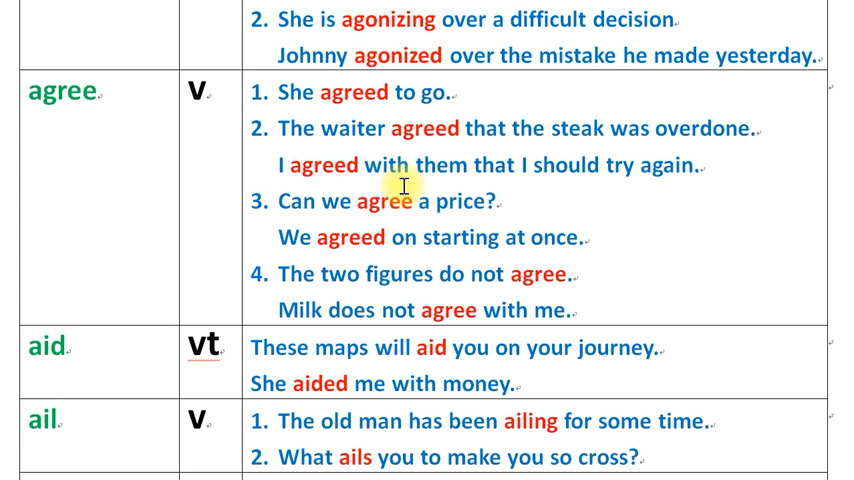 2. She is agonizing over a difficult decision
Johnny agonized over the mistake he made yesterday.
agree
v
1. She agreed to go.
2. The waiter agreed that the steak was overdone.
I agreed with them that I should try again.
3. Can we agree a price?
We agreed on starting at once.
4. The two figures do not agree.
Milk does not agree with me.
aid
vt
These maps will aid you on your journey.
She aided me with money.
ail
v
1. The old man has been ailing for some time.
2. What ails you to make you so cross?